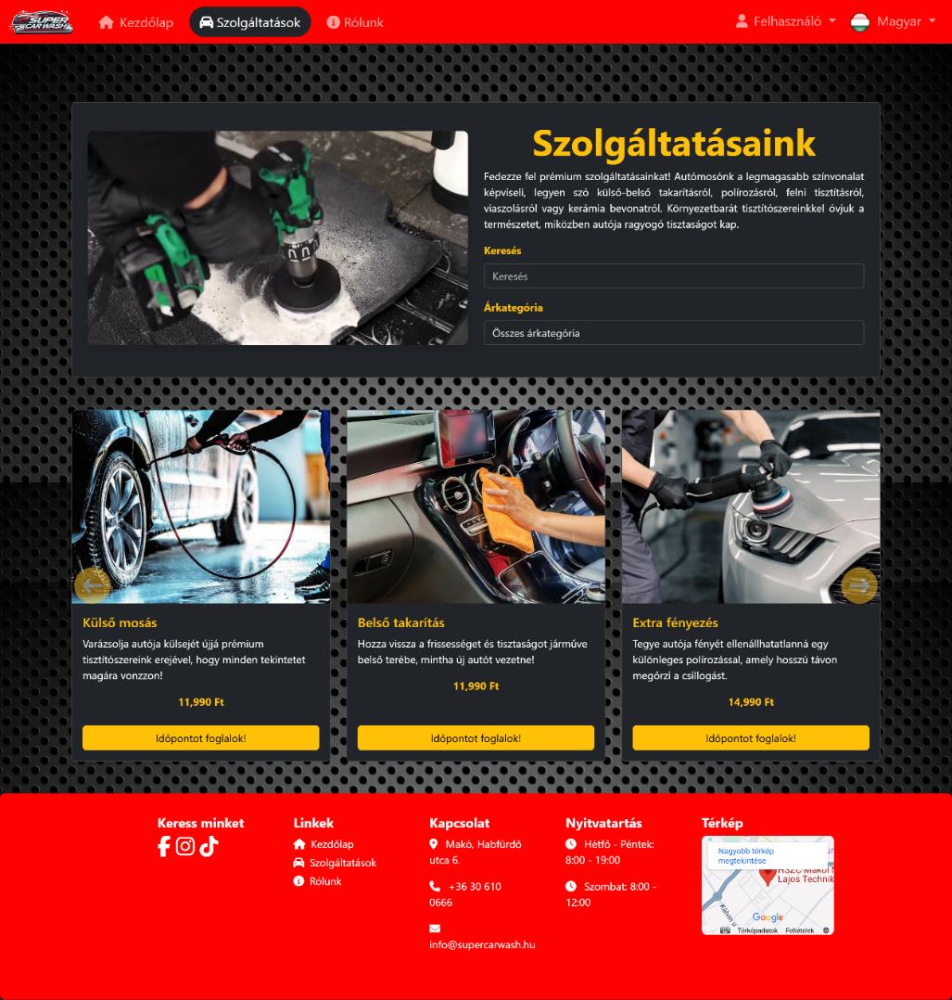 SUPER
CAR WASH
Kezdőlap
Szolgáltatások
Rólunk
Felhasználó
Magyar
Szolgáltatásaink
Fedezze fel prémium szolgáltatásainkat! Autómosónk a legmagasabb színvonalat
képviseli, legyen szó külső-belső takarításról, polírozásról, felni tisztításról,
viaszolásról vagy kerámia bevonatról. Környezetbarát tisztítószereinkkel óvjuk a
természetet, miközben autója ragyogó tisztaságot kap.
Keresés
Keresés
Árkategória
Összes árkategória
Külső mosás
Varázsolja autója külsejét újjá prémium
tisztítószereink erejével, hogy minden tekintetet
magára vonzzon!
11,990 Ft
Időpontot foglalok!
Belső takarítás
Hozza vissza a frissességet és tisztaságot járműve
belső terébe, mintha új autót vezetne!
11,990 Ft
Időpontot foglalok!
Extra fényezés
Tegye autója fényét ellenállhatatlanná egy
különleges polírozással, amely hosszú távon
megőrzi a csillogást.
14,990 Ft
Időpontot foglalok!
Keress minket
Linkek
Kezdőlap
Szolgáltatások
Rólunk
Kapcsolat
Makó, Habfürdő
utca 6.
+36 30 610
0666
info@supercarwash.hu
Nyitvatartás
Hétfő - Péntek:
8:00 - 19:00
Szombat: 8:00 -
12:00
Térkép
Nagyobb térkép
megtekintése
HSZC Makói
Lajos Technik
Kálvin u
Google
Térképadatok
Feltételek